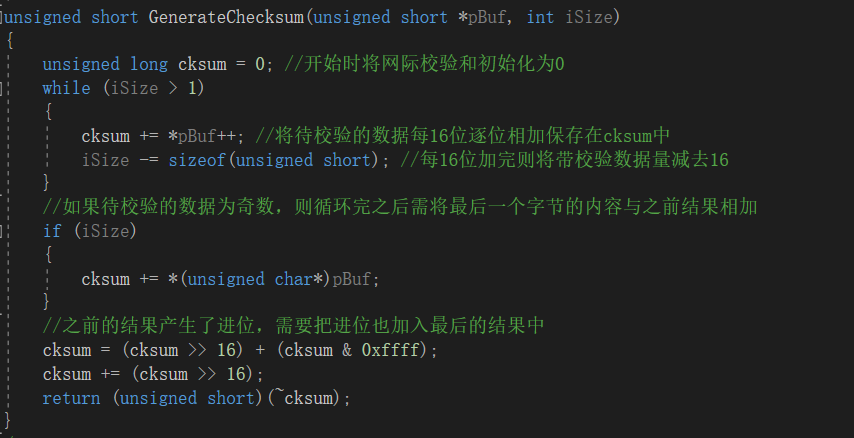 unsigned short GenerateChecksum(unsigned short *pBuf, int iSize)
{
unsigned long cksum = 0; //开始时将网际校验和初始化为0
while (iSize > 1)
{
cksum += *pBuf++; //将待校验的数据每16位逐位相加保存在cksum中
iSize -= sizeof(unsigned short); //每16位加完则将带校验数据量减去16
}
//如果待校验的数据为奇数，则循环完之后需将最后一个字节的内容与之前结果相加
if (iSize)
{
cksum += *(unsigned char*)pBuf;
}
//之前的结果产生了进位，需要把进位也加入最后的结果中
cksum = (cksum >> 16) + (cksum & 0xffff);
cksum += (cksum >> 16);
return (unsigned short)(~cksum);
}